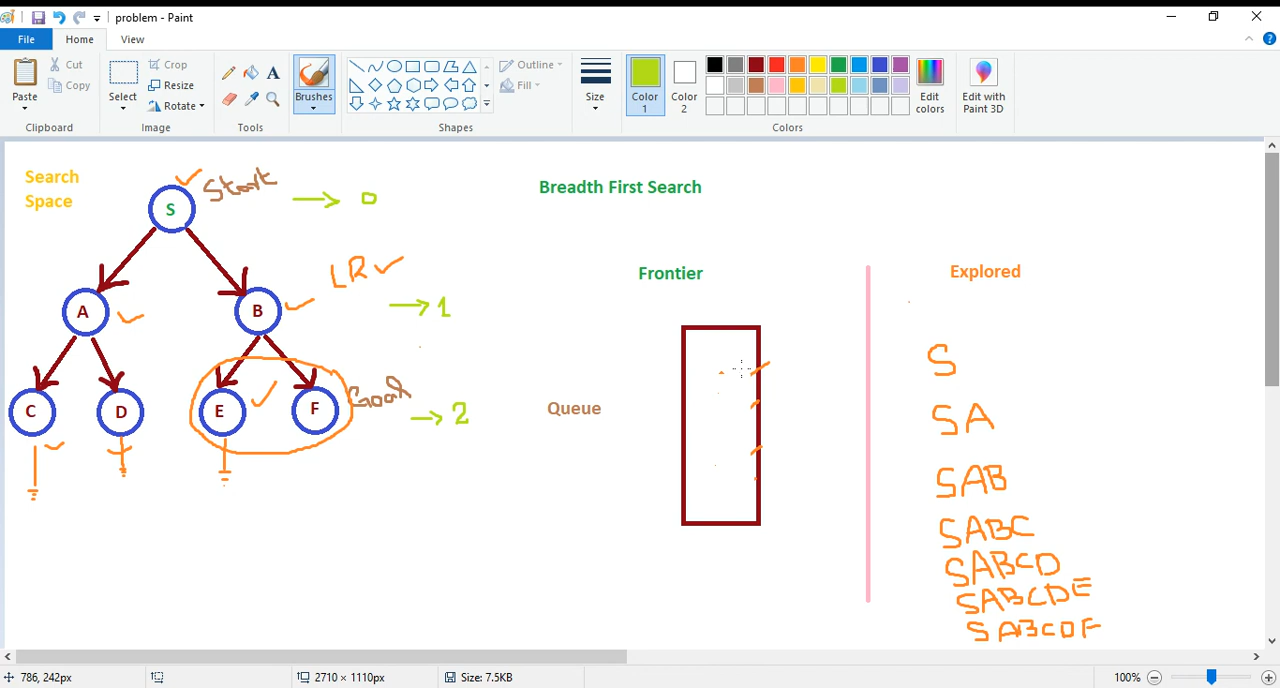 problem - Paint
File Home View
Paste
Cut
Copy
Clipboard
Select
Crop
Resize
Rotate
Image
A
Tools
Brushes
Outline
Fill
Shapes
Size
Color 1
Color 2
Edit colors
Edit with Paint 3D
Colors
Search Space
S
Start
0
Breadth First Search
LR
Frontier
Explored
A
B
1
S
C
D
E
F
Goal
2
Queue
SA
SAB
SABC
SABCD
SABCDE
SABCDF
786, 242px
2710 × 1110px
Size: 7.5KB
100%